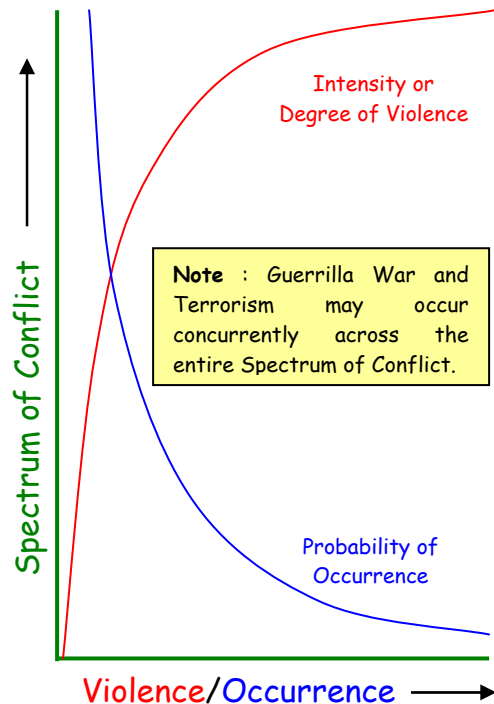 Intensity or
Degree of Violence
Note : Guerrilla War and
Terrorism may occur
concurrently across the
entire Spectrum of Conflict.
Spectrum of Conflict
Probability of
Occurrence
Violence/Occurrence